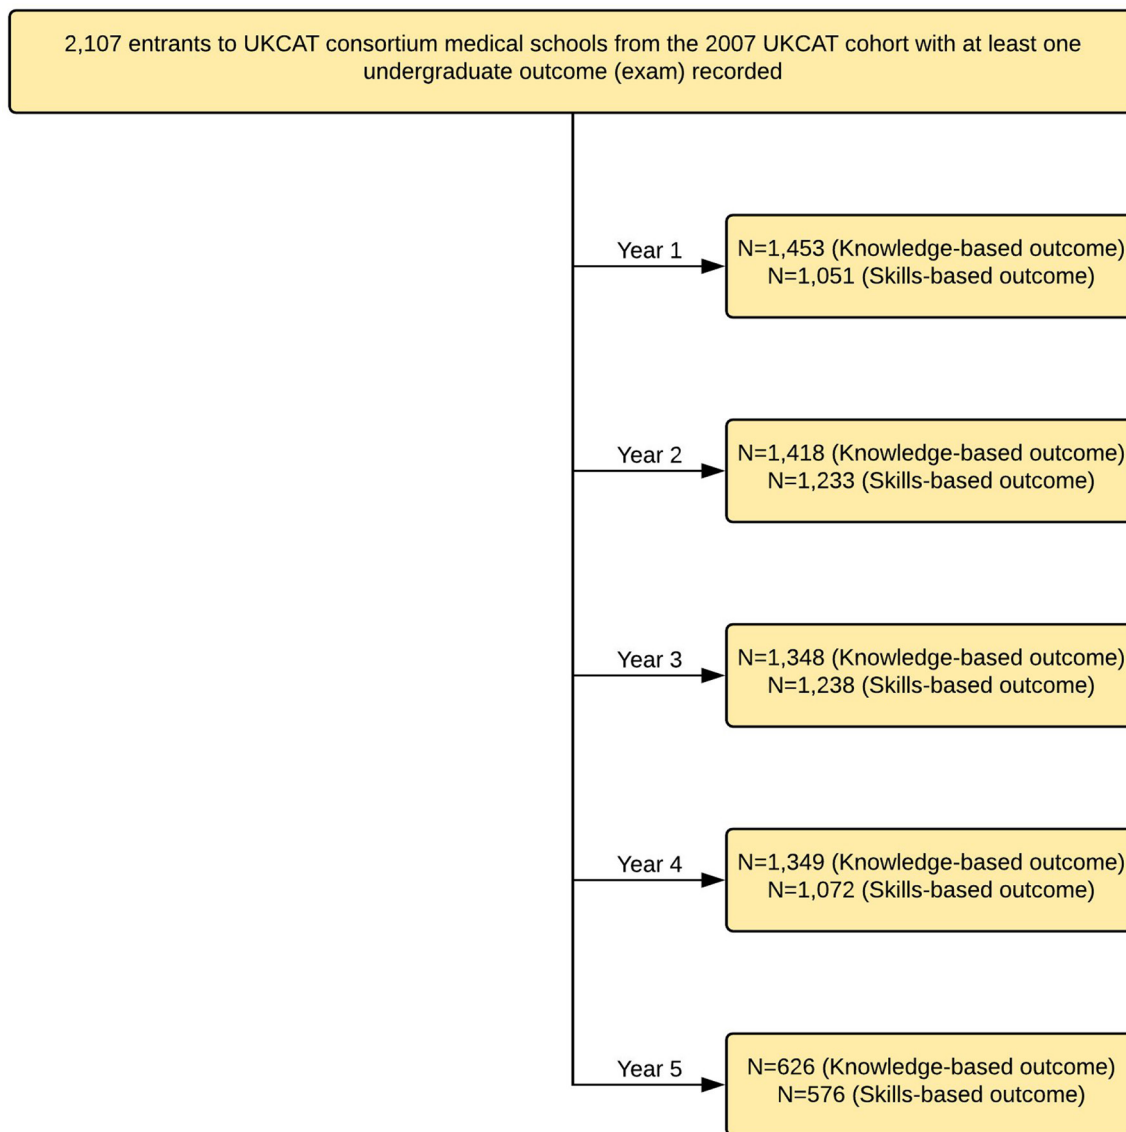 2,107 entrants to UKCAT consortium medical schools from the 2007 UKCAT cohort with at least one
undergraduate outcome (exam) recorded
Year 1
N=1,453 (Knowledge-based outcome)
N=1,051 (Skills-based outcome)
Year 2
N=1,418 (Knowledge-based outcome)
N=1,233 (Skills-based outcome)
Year 3
N=1,348 (Knowledge-based outcome)
N=1,238 (Skills-based outcome)
Year 4
N=1,349 (Knowledge-based outcome)
N=1,072 (Skills-based outcome)
Year 5
N=626 (Knowledge-based outcome)
N=576 (Skills-based outcome)